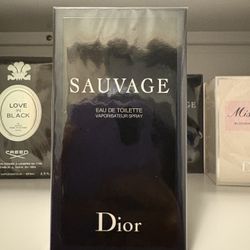 LOVE IN
BLACK
CREED
SAUVAGE
EAU DE TOILETTE
VAPORISATEUR SPRAY
Dior
Mis